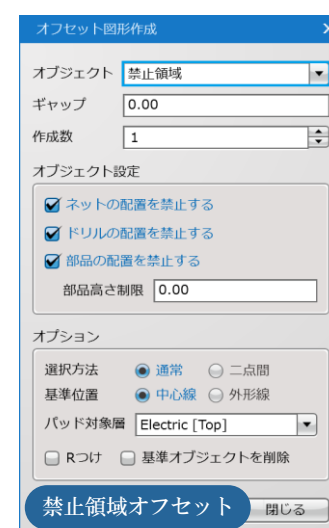 オフセット図形作成
オブジェクト 禁止領域
ギャップ 0.00
作成数 1
オブジェクト設定
ネットの配置を禁止する
ドリルの配置を禁止する
部品の配置を禁止する
部品高さ制限 0.00
オプション
選択方法 通常 二点間
基準位置 中心線 外形線
パッド対象層 Electric [Top]
Rつけ 基準オブジェクトを削除
禁止領域オフセット 閉じる